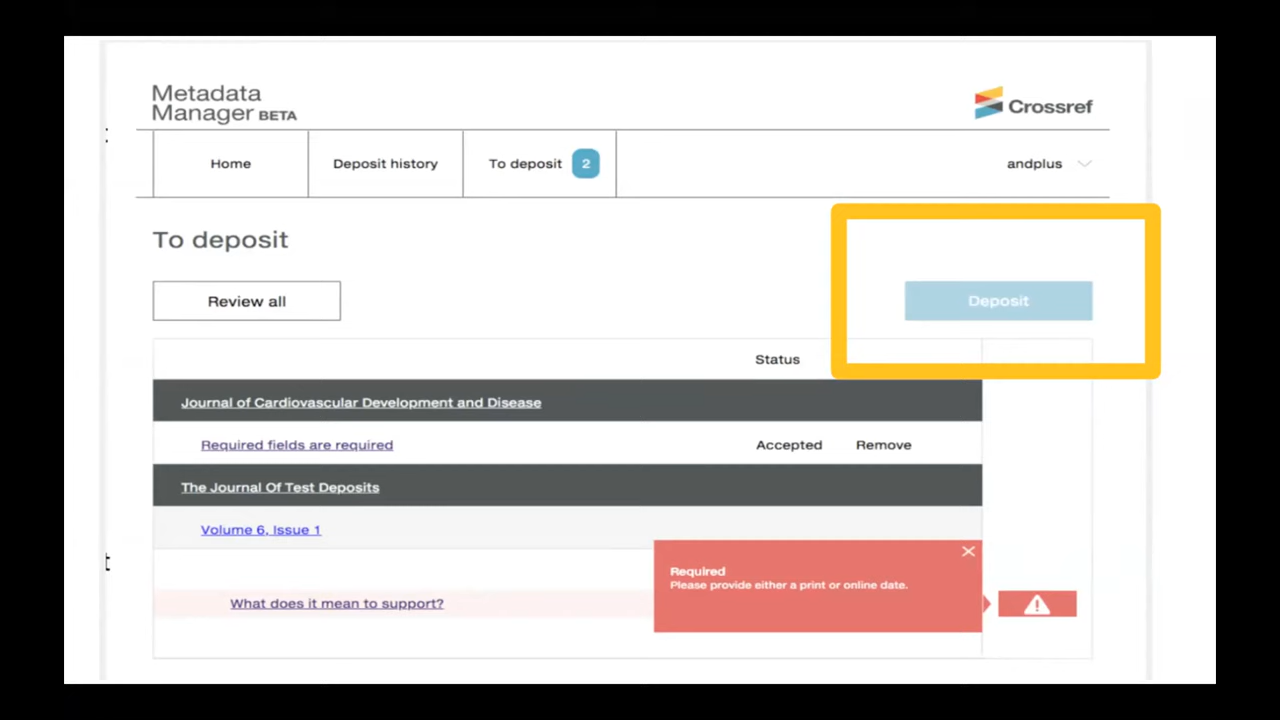 Metadata
Manager BETA
Crossref
:
Home Deposit history To deposit 2 andplus
To deposit
Review all Deposit
Status
Journal of Cardiovascular Development and Disease
Required fields are required Accepted Remove
The Journal Of Test Deposits
Volume 6, Issue 1
t
Required
Please provide either a print or online date.
What does it mean to support?